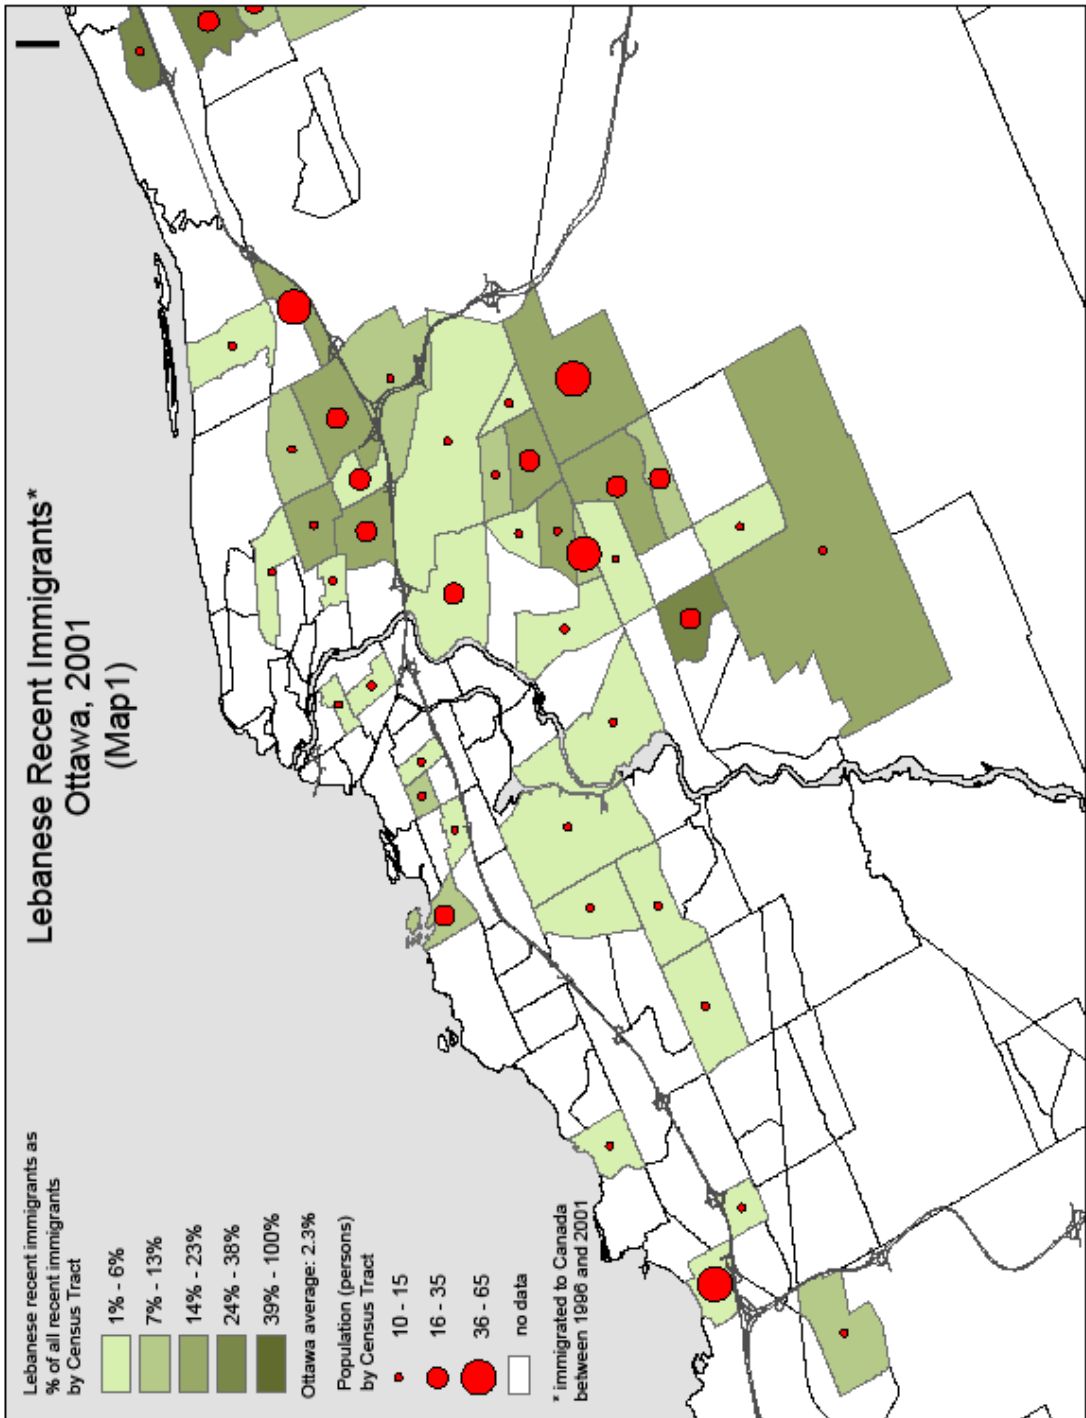 Lebanese Recent Immigrants*
Ottawa, 2001
(Map1)
Lebanese recent immigrants as
% of all recent immigrants
by Census Tract
1% - 6%
7% - 13%
14% - 23%
24% - 38%
39% - 100%
Ottawa average: 2.3%
Population (persons)
by Census Tract
10 - 15
16 - 35
36 - 65
no data
* immigrated to Canada
between 1996 and 2001